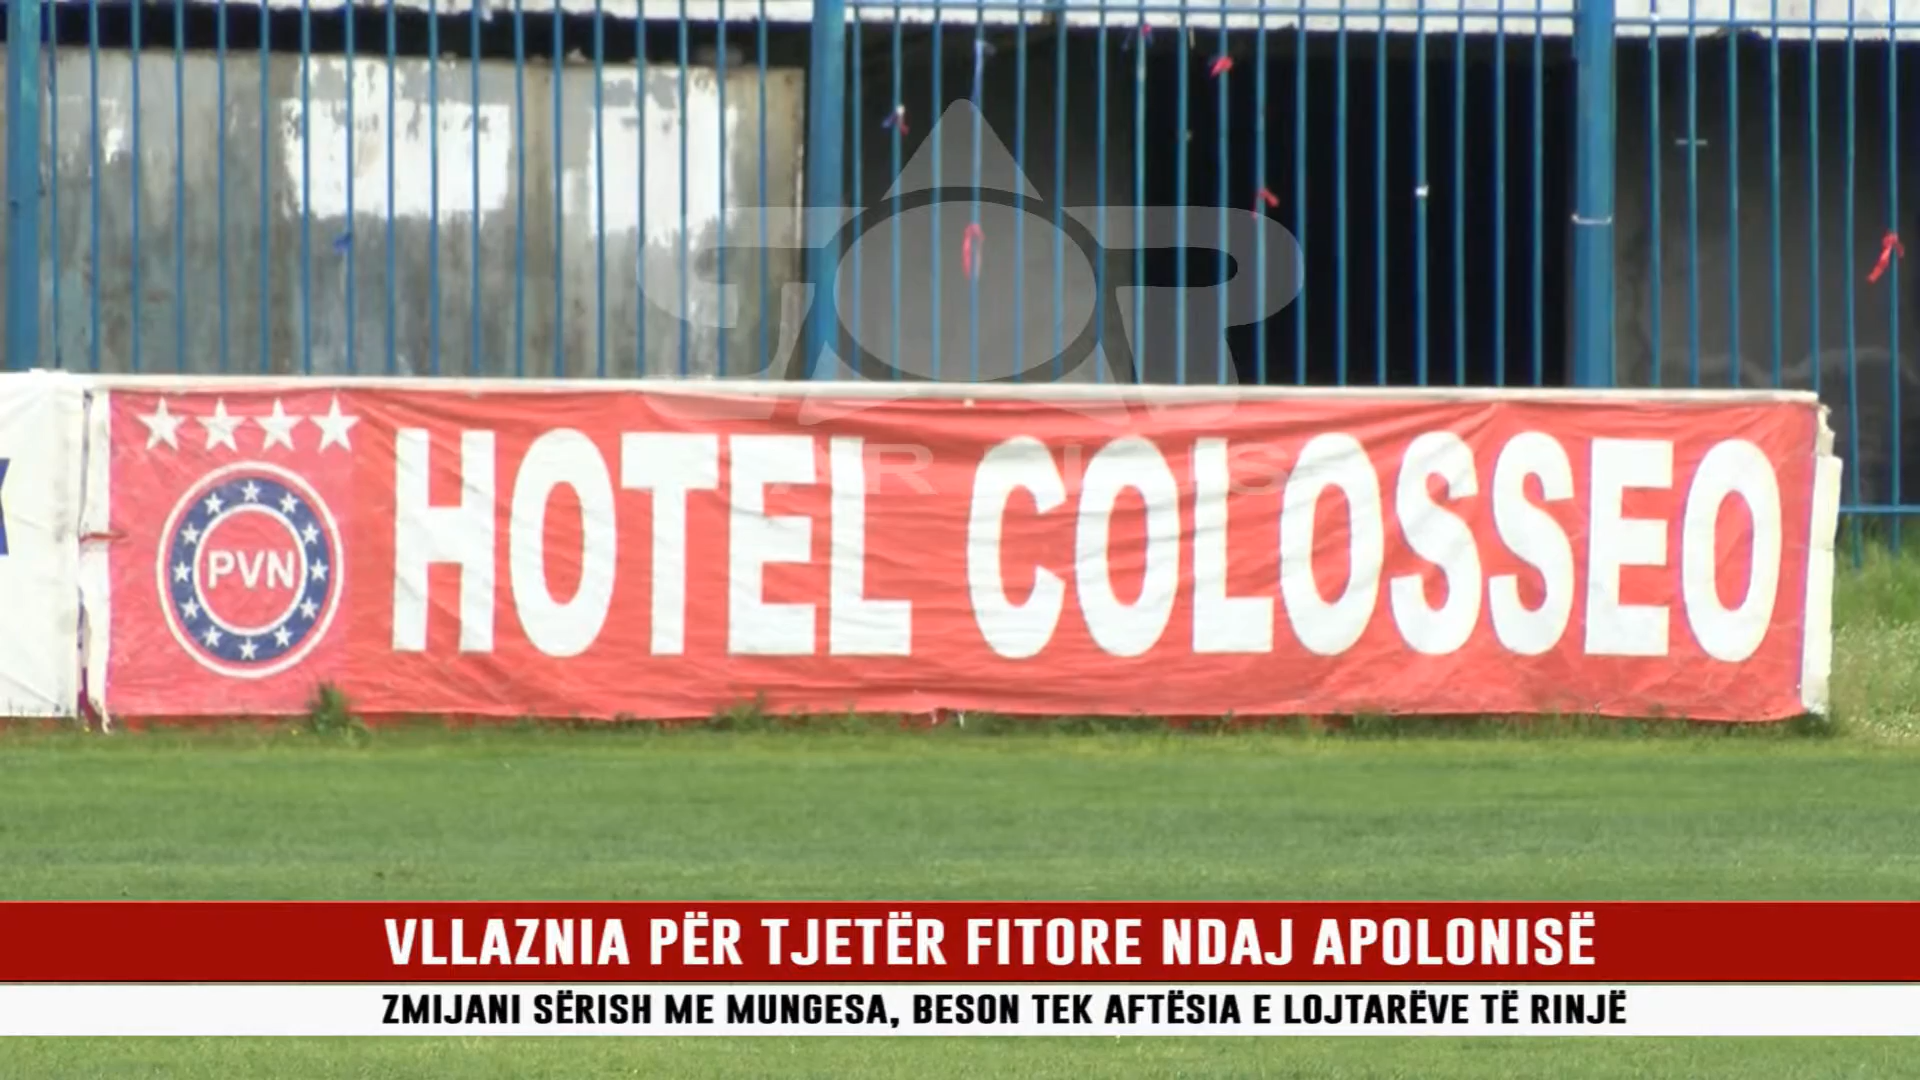 PVN
HOTEL COLOSSEO
VLLAZNIA PËR TJETËR FITORE NDAJ APOLONISË
ZMIJANI SËRISH ME MUNGESA, BESON TEK AFTËSIA E LOJTARËVE TË RINJË